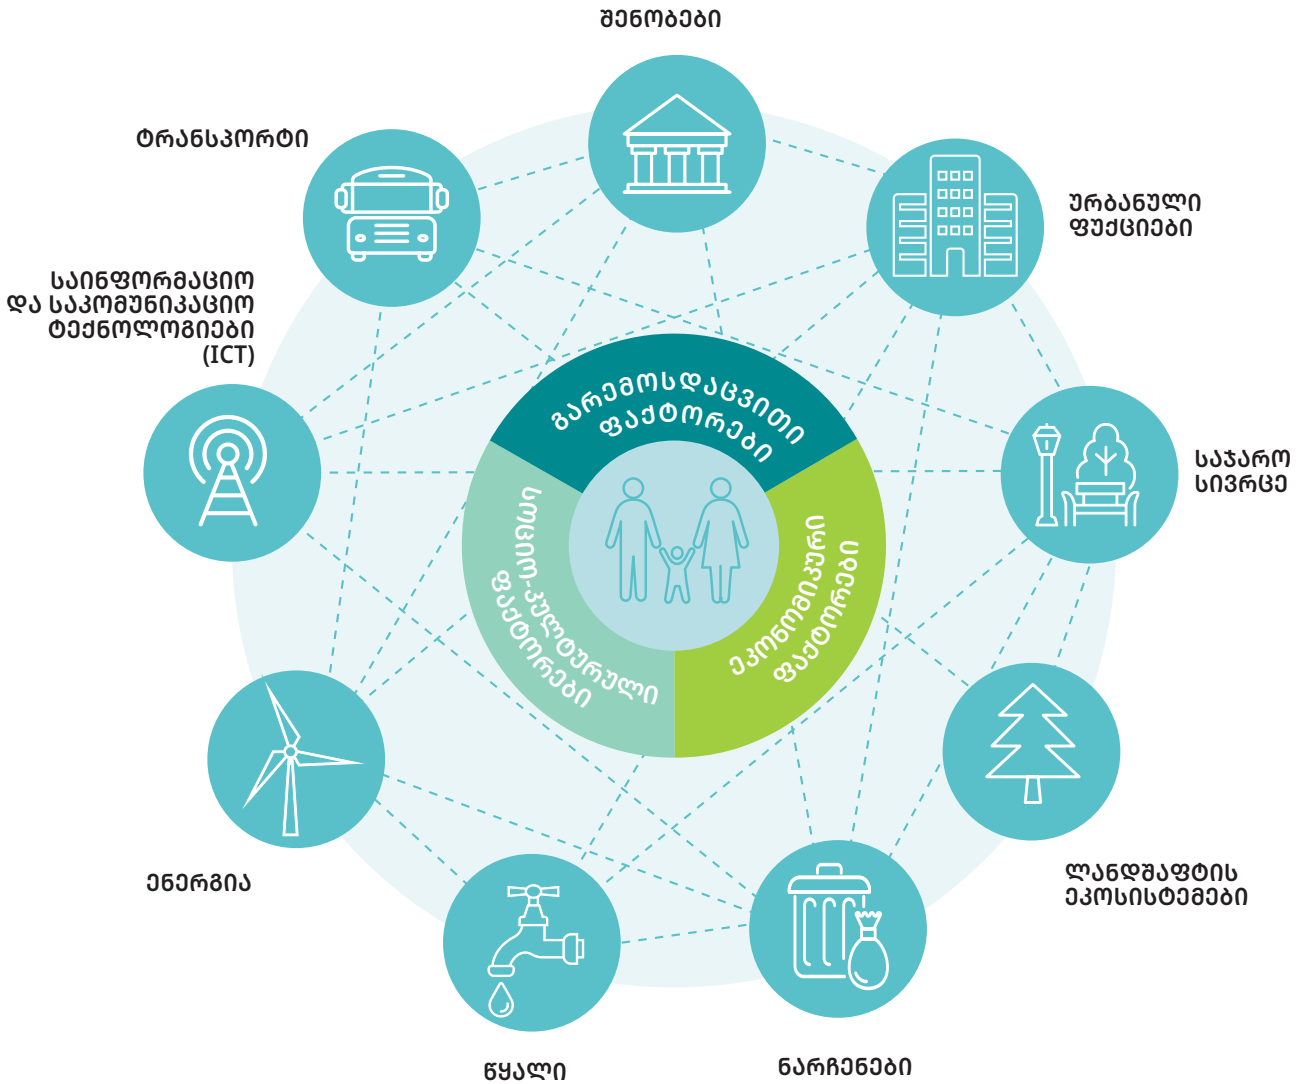 შენობები
ტრანსპორტი
ურბანული
ფუქციები
საინფორმაციო
და საკომუნიკაციო
ტექნოლოგიები
(ICT)
საჯარო
სივრცე
გარემოსდაცვითი
ფაქტორები
ეკონომიკური
ფაქტორები
სოციო-კულტურული
ფაქტორები
ენერგია
ლანდშაფტის
ეკოსისტემები
წყალი
ნარჩენები